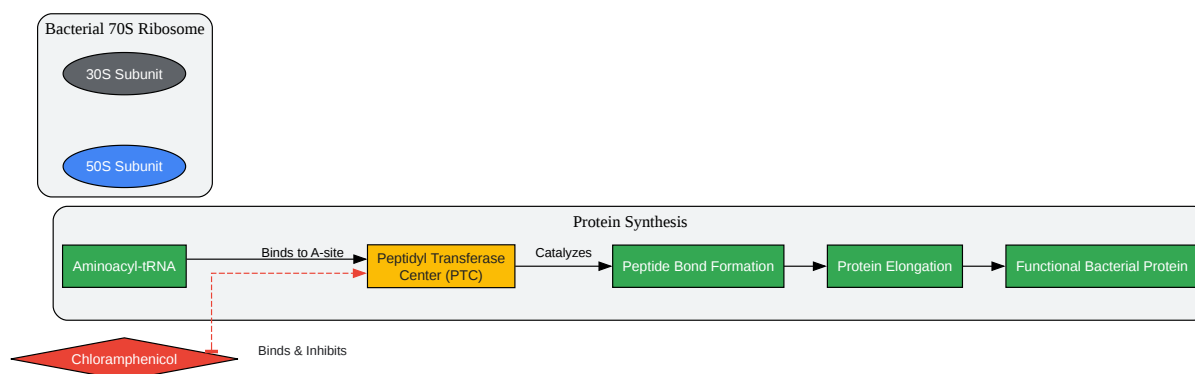 Bacterial 70S Ribosome
30S Subunit
50S Subunit
Protein Synthesis
Aminoacyl-tRNA
Binds to A-site
Peptidyl Transferase
Center (PTC)
Catalyzes
Peptide Bond Formation
Protein Elongation
Functional Bacterial Protein
Chloramphenicol
Binds & Inhibits